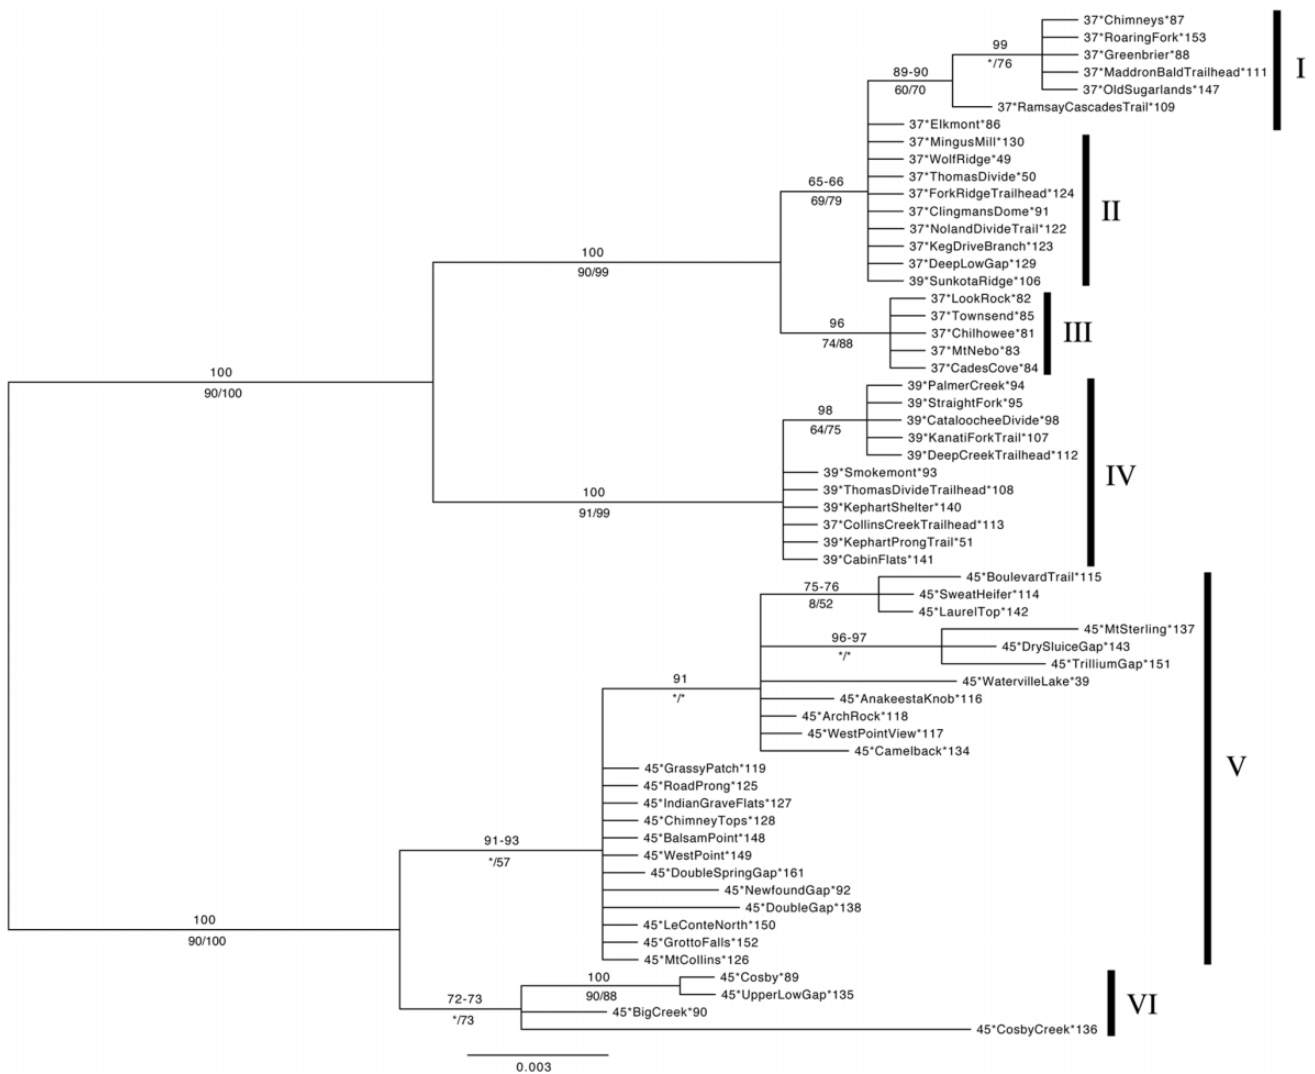 37*Chimneys*87
37*RoaringFork*153
99
37*Greenbrier*88
*/76
37*MaddronBaldTrailhead*111
I
89-90
37*OldSugarlands*147
60/70
37*RamsayCascadesTrail*109
37*Elkmont*86
37*MingusMill*130
37*WolfRidge*49
65-66
37*ThomasDivide*50
69/79
37*ForkRidgeTrailhead*124
37*ClingmansDome*91
II
37*NolandDivideTrail*122
100
37*KegDriveBranch*123
90/99
37*DeepLowGap*129
39*SunkotaRidge*106
37*LookRock*82
37*Townsend*85
96
37*Chilhowee*81
III
74/88
37*MtNebo*83
37*CadesCove*84
100
90/100
39*PalmerCreek*94
39*StraightFork*95
98
39*CataloocheeDivide*98
64/75
39*KanatiForkTrail*107
39*DeepCreekTrailhead*112
39*Smokemont*93
IV
100
39*ThomasDivideTrailhead*108
91/99
39*KephartShelter*140
37*CollinsCreekTrailhead*113
39*KephartProngTrail*51
39*CabinFlats*141
45*BoulevardTrail*115
75-76
45*SweatHeifer*114
8/52
45*LaurelTop*142
45*MtSterling*137
96-97
45*DrySluiceGap*143
*/*
45*TrilliumGap*151
91
45*WatervilleLake*39
*/*
45*AnakeestaKnob*116
45*ArchRock*118
45*WestPointView*117
45*Camelback*134
V
45*GrassyPatch*119
45*RoadProng*125
45*IndianGraveFlats*127
45*ChimneyTops*128
91-93
45*BalsamPoint*148
*/57
45*WestPoint*149
45*DoubleSpringGap*161
45*NewfoundGap*92
45*DoubleGap*138
100
45*LeConteNorth*150
90/100
45*GrottoFalls*152
45*MtCollins*126
100
45*Cosby*89
90/88
45*UpperLowGap*135
72-73
45*BigCreek*90
VI
*/73
45*CosbyCreek*136
0.003